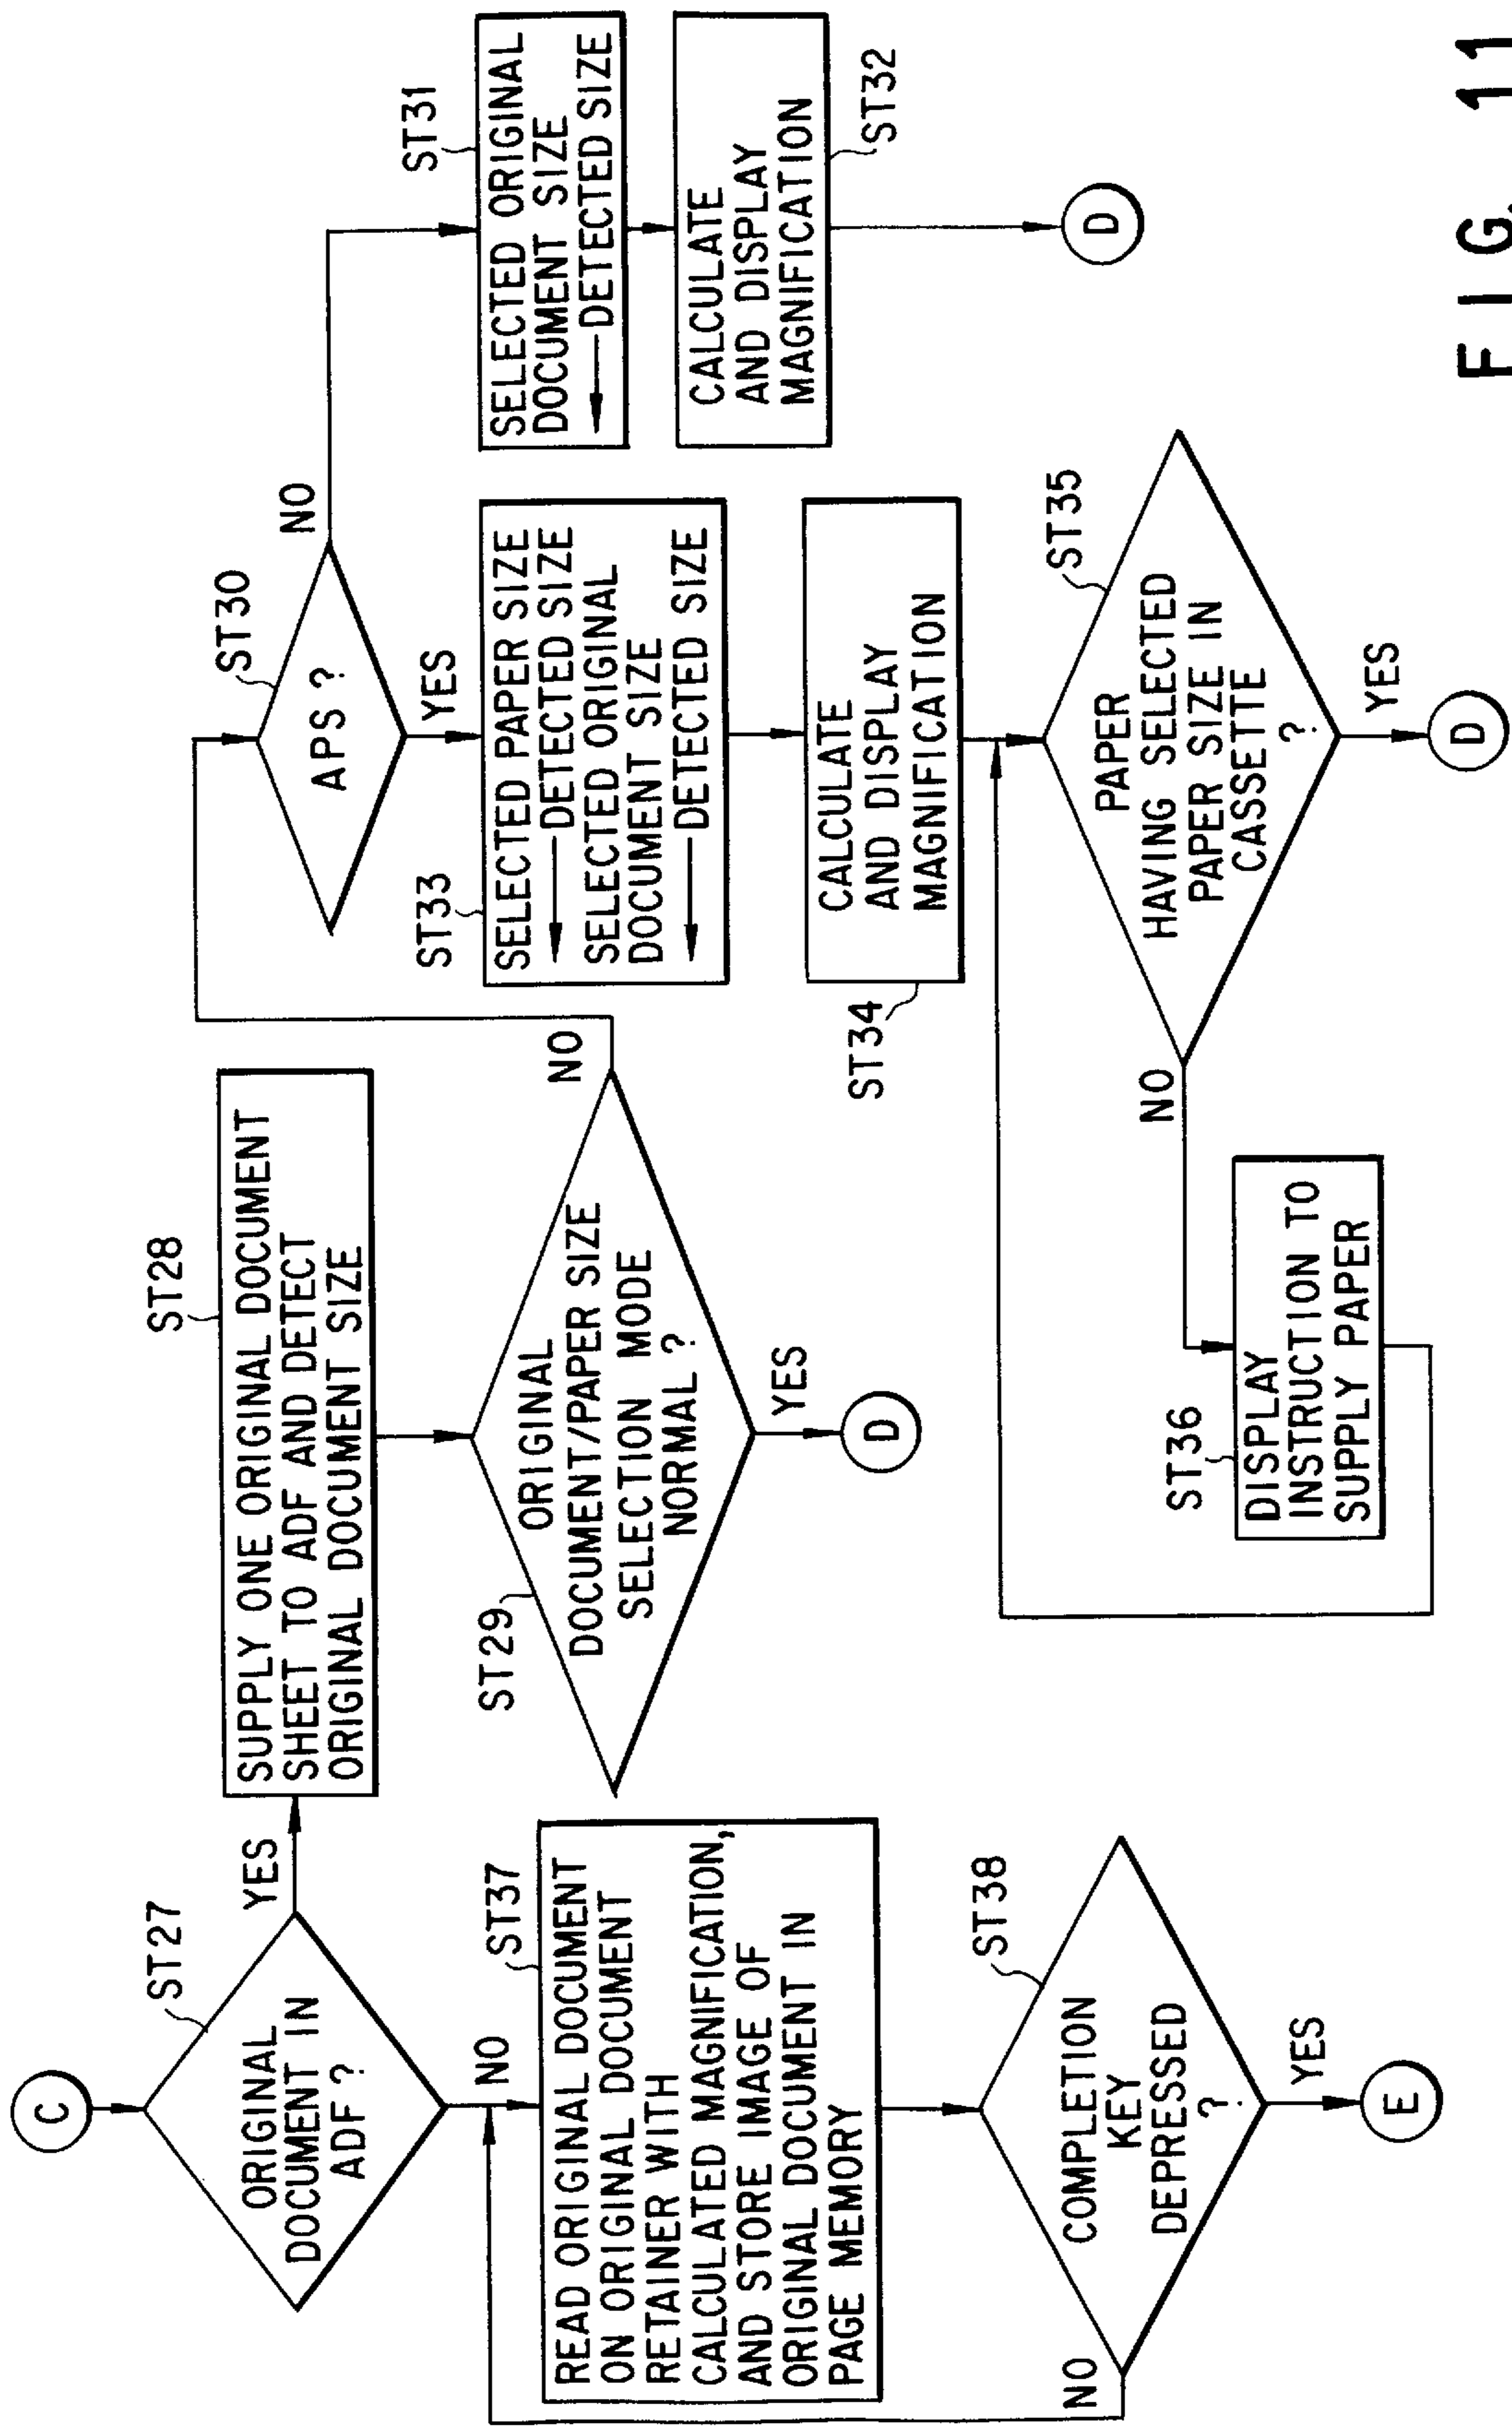 C
ST27
ORIGINAL
DOCUMENT IN
ADF ?
YES
NO
ST28
SUPPLY ONE ORIGINAL DOCUMENT
SHEET TO ADF AND DETECT
ORIGINAL DOCUMENT SIZE
ST29
ORIGINAL
DOCUMENT/PAPER SIZE
SELECTION MODE
NORMAL ?
NO
YES
D
ST30
APS ?
NO
YES
ST31
SELECTED ORIGINAL
DOCUMENT SIZE
← DETECTED SIZE
CALCULATE
AND DISPLAY
MAGNIFICATION
ST32
D
ST33
SELECTED PAPER SIZE
← DETECTED SIZE
SELECTED ORIGINAL
DOCUMENT SIZE
← DETECTED SIZE
CALCULATE
AND DISPLAY
MAGNIFICATION
ST34
ST35
PAPER
HAVING SELECTED
PAPER SIZE IN
CASSETTE
?
NO
YES
D
ST36
DISPLAY
INSTRUCTION TO
SUPPLY PAPER
ST37
READ ORIGINAL DOCUMENT
ON ORIGINAL DOCUMENT
RETAINER WITH
CALCULATED MAGNIFICATION,
AND STORE IMAGE OF
ORIGINAL DOCUMENT IN
PAGE MEMORY
ST38
COMPLETION
KEY
DEPRESSED
?
NO
YES
E
FIG. 11